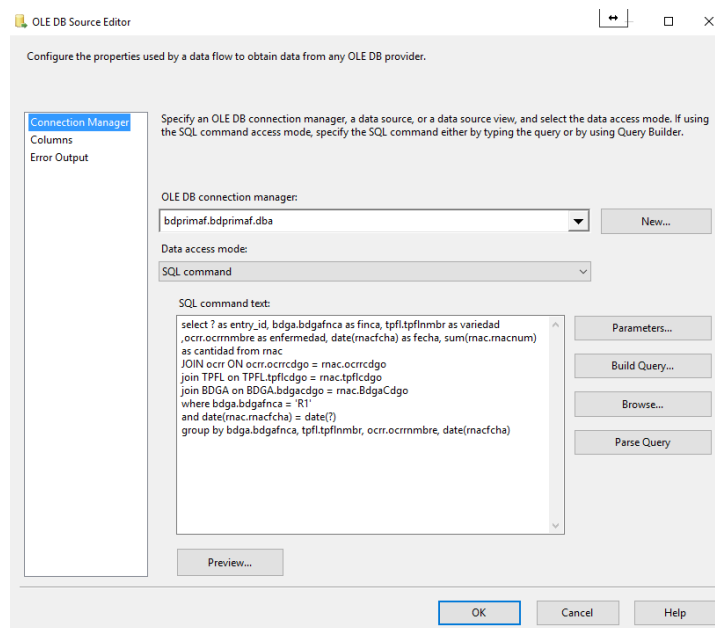 OLE DB Source Editor
Configure the properties used by a data flow to obtain data from any OLE DB provider.
Connection Manager
Columns
Error Output
Specify an OLE DB connection manager, a data source, or a data source view, and select the data access mode. If using
the SQL command access mode, specify the SQL command either by typing the query or by using Query Builder.
OLE DB connection manager:
bdprimaf.bdprimaf.dba
New...
Data access mode:
SQL command
SQL command text:
select ? as entry_id, bdga.bdgafnca as finca, tpfl.tpflnmbr as variedad
,ocrr.ocrrnmbre as enfermedad, date(rnacfcha) as fecha, sum(rnac.rnacnum)
as cantidad from rnac
JOIN ocrr ON ocrr.ocrrcdgo = rnac.ocrrcdgo
join TPFL on TPFL.tpflcdgo = rnac.tpflcdgo
join BDGA on BDGA.bdgacdgo = rnac.BdgaCdgo
where bdga.bdgafnca = 'R1'
and date(rnac.rnacfcha) = date(?)
group by bdga.bdgafnca, tpfl.tpflnmbr, ocrr.ocrrnmbre, date(rnacfcha)
Parameters...
Build Query...
Browse...
Parse Query
Preview...
OK
Cancel
Help